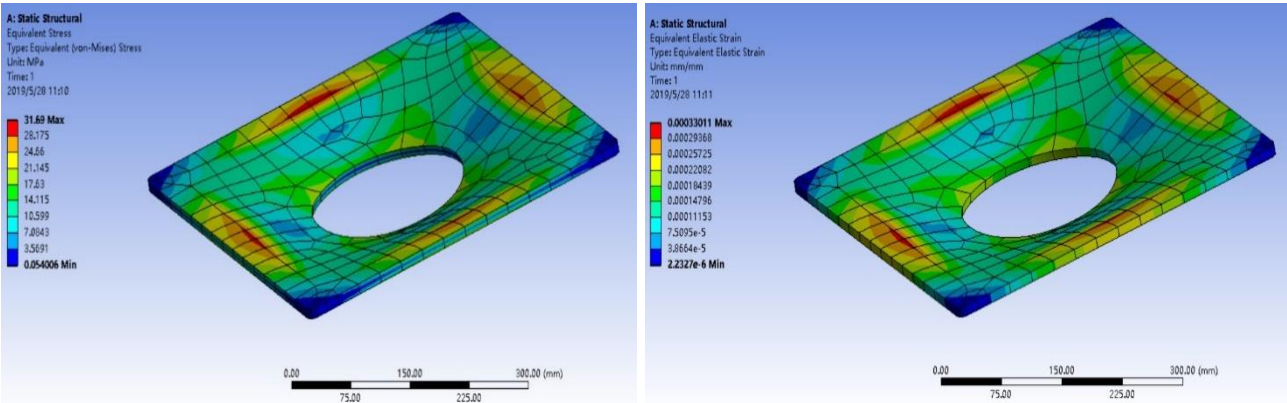 A: Static Structural
Equivalent Stress
Type: Equivalent (von-Mises) Stress
Unit: MPa
Time: 1
2019/5/28 11:10
31.69 Max
28.175
24.66
21.145
17.63
14.115
10.599
7.0843
3.5691
0.054006 Min
0.00 150.00 300.00 (mm)
75.00 225.00
A: Static Structural
Equivalent Elastic Strain
Type: Equivalent Elastic Strain
Unit: mm/mm
Time: 1
2019/5/28 11:11
0.00033011 Max
0.00029368
0.00025725
0.00022082
0.00018439
0.00014796
0.00011153
7.5095e-5
3.8664e-5
2.2327e-6 Min
0.00 150.00 300.00 (mm)
75.00 225.00